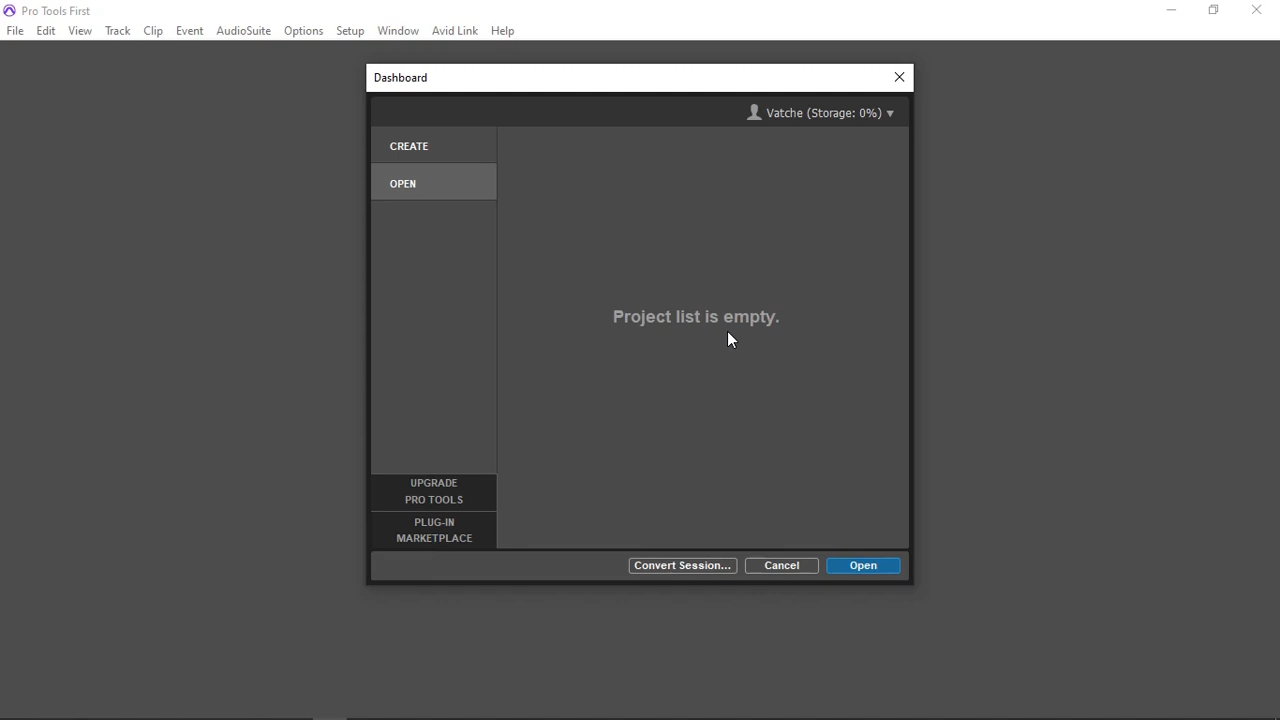 Pro Tools First
File Edit View Track Clip Event AudioSuite Options Setup Window Avid Link Help
Dashboard
Vatche (Storage: 0%)
CREATE
OPEN
Project list is empty.
UPGRADE
PRO TOOLS
PLUG-IN
MARKETPLACE
Convert Session... Cancel Open